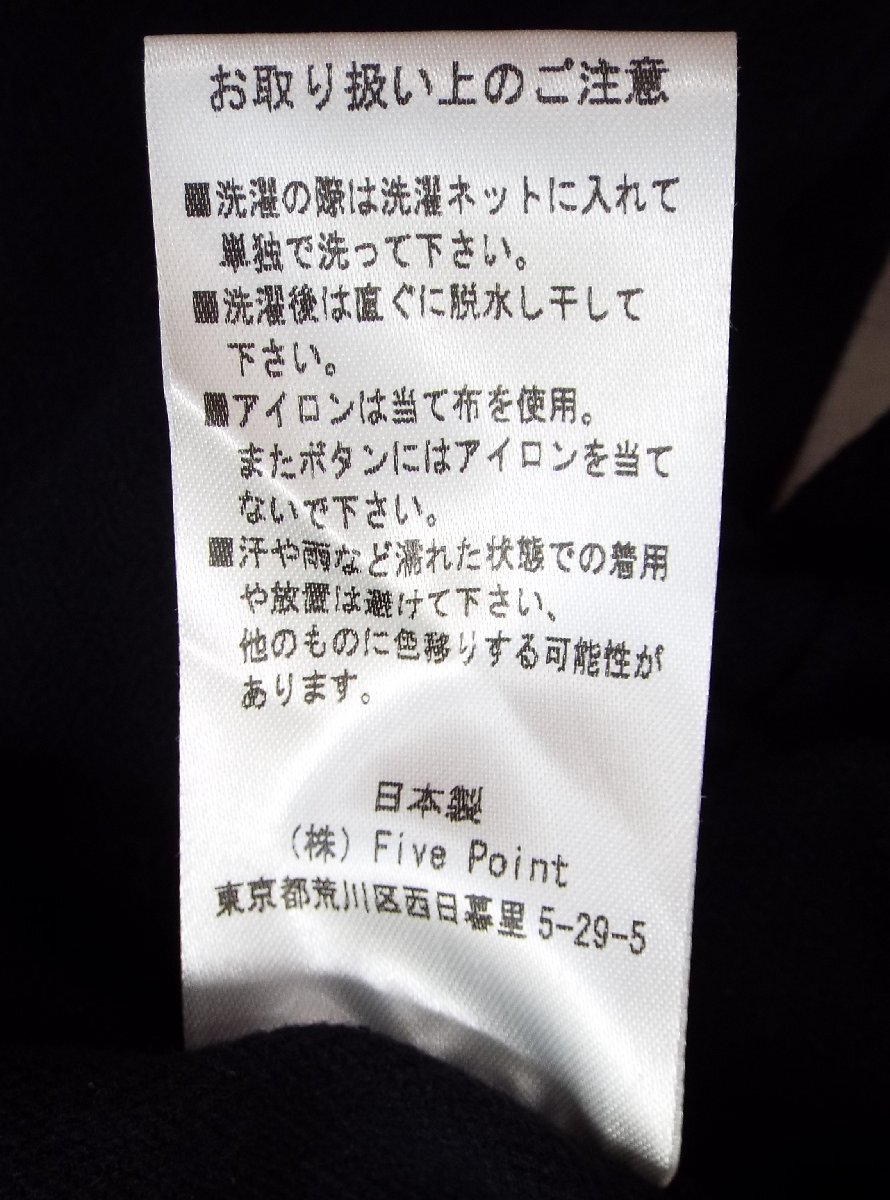 お取り扱い上のご注意
■洗濯の際は洗濯ネットに入れて
単独で洗って下さい。
■洗濯後は直ぐに脱水し干して
下さい。
■アイロンは当て布を使用。
またボタンにはアイロンを当て
ないで下さい。
■汗や雨など濡れた状態での着用
や放置は避けて下さい、
他のものに色移りする可能性が
あります。
日本製
(株) Five Point
東京都荒川区西日暮里 5-29-5